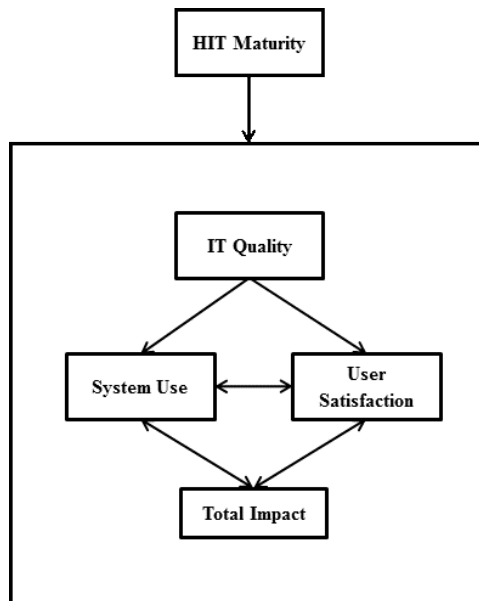 HIT Maturity
IT Quality
System Use
User
Satisfaction
Total Impact